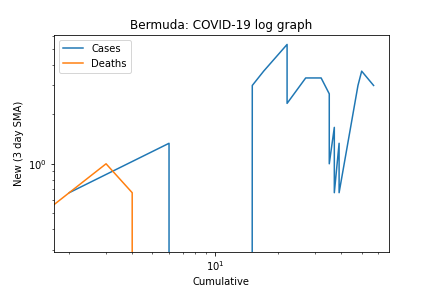 Bermuda: COVID-19 log graph
Cases
Deaths
New (3 day SMA)
10⁰
10¹
Cumulative